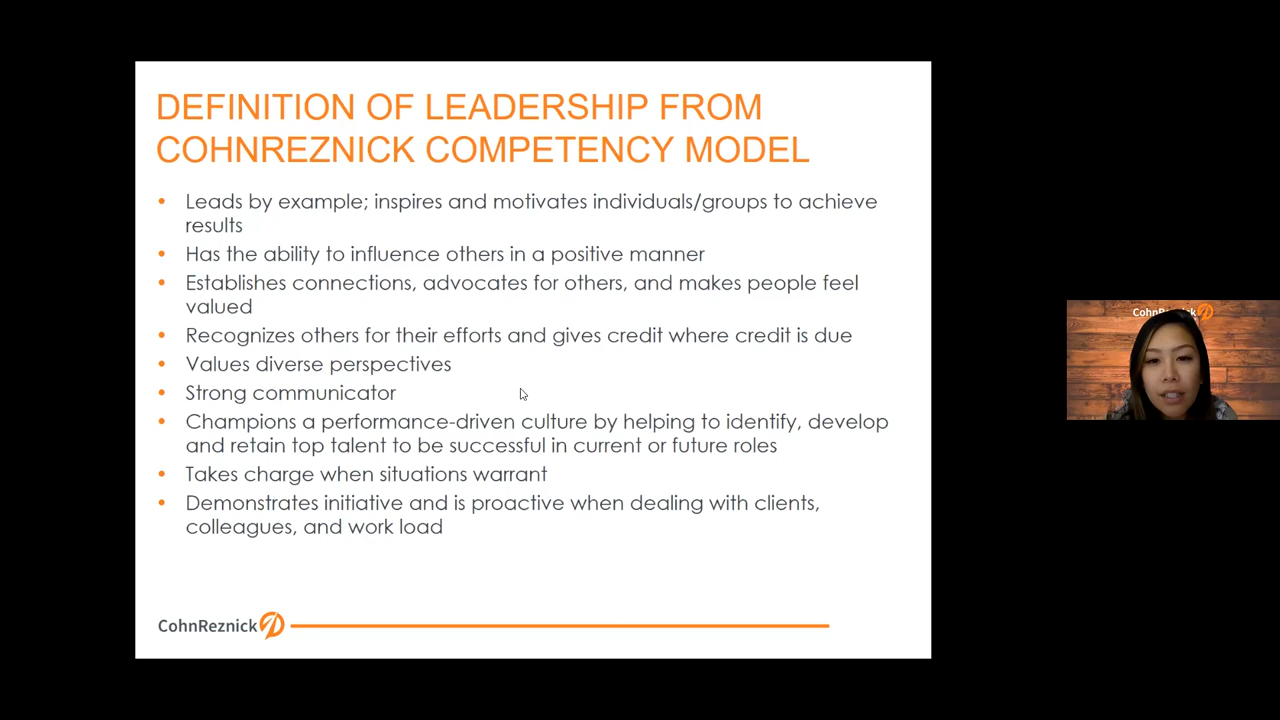 DEFINITION OF LEADERSHIP FROM
COHNREZNICK COMPETENCY MODEL
• Leads by example; inspires and motivates individuals/groups to achieve
results
• Has the ability to influence others in a positive manner
• Establishes connections, advocates for others, and makes people feel
valued
• Recognizes others for their efforts and gives credit where credit is due
• Values diverse perspectives
• Strong communicator
• Champions a performance-driven culture by helping to identify, develop
and retain top talent to be successful in current or future roles
• Takes charge when situations warrant
• Demonstrates initiative and is proactive when dealing with clients,
colleagues, and work load
CohnReznick
CohnReznick